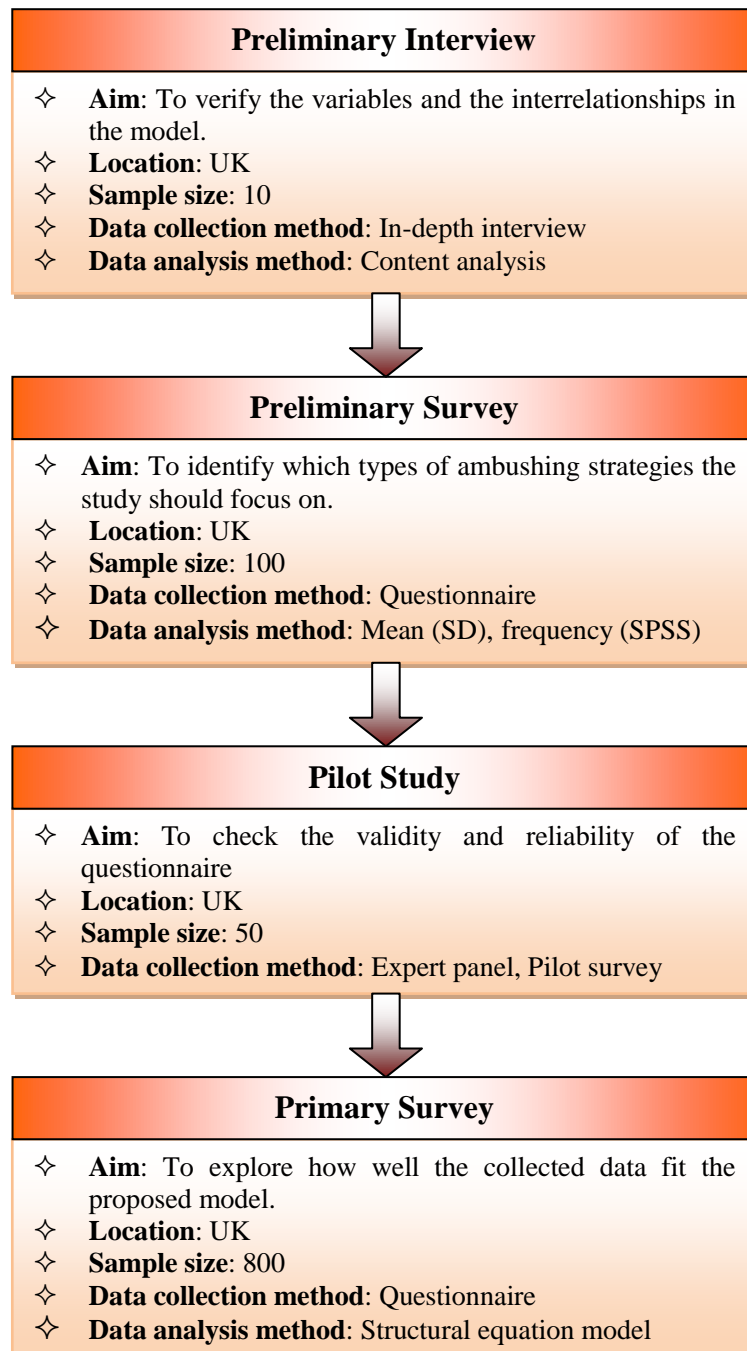 Preliminary Interview
✧ Aim: To verify the variables and the interrelationships in
the model.
✧ Location: UK
✧ Sample size: 10
✧ Data collection method: In-depth interview
✧ Data analysis method: Content analysis
Preliminary Survey
✧ Aim: To identify which types of ambushing strategies the
study should focus on.
✧ Location: UK
✧ Sample size: 100
✧ Data collection method: Questionnaire
✧ Data analysis method: Mean (SD), frequency (SPSS)
Pilot Study
✧ Aim: To check the validity and reliability of the
questionnaire
✧ Location: UK
✧ Sample size: 50
✧ Data collection method: Expert panel, Pilot survey
Primary Survey
✧ Aim: To explore how well the collected data fit the
proposed model.
✧ Location: UK
✧ Sample size: 800
✧ Data collection method: Questionnaire
✧ Data analysis method: Structural equation model